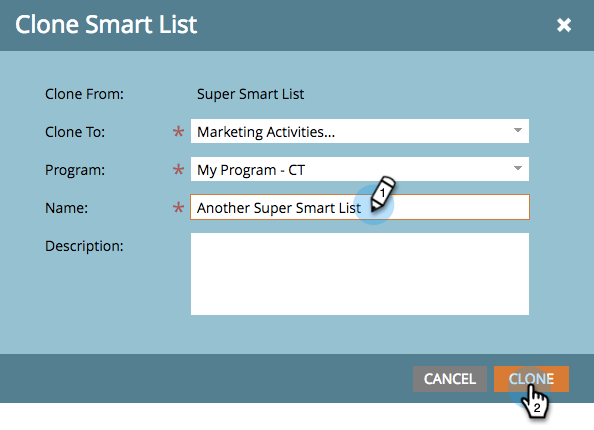 Clone Smart List
Clone From: Super Smart List
Clone To: * Marketing Activities...
Program: * My Program - CT
Name: * Another Super Smart List
1
Description:
CANCEL CLONE
2